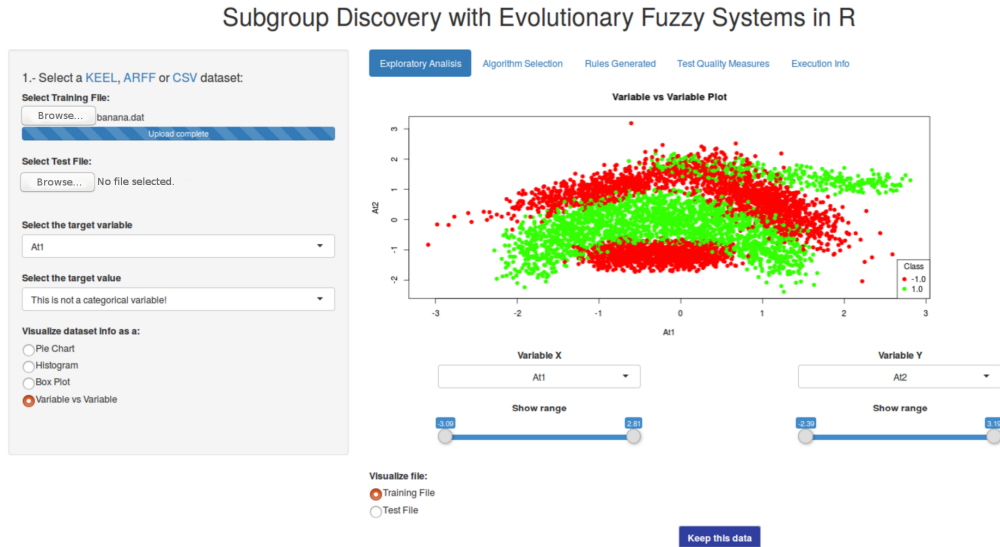 Subgroup Discovery with Evolutionary Fuzzy Systems in R
1.- Select a KEEL, ARFF or CSV dataset:
Select Training File:
Browse... banana.dat
Upload complete
Select Test File:
Browse... No file selected.
Select the target variable
At1
Select the target value
This is not a categorical variable!
Visualize dataset info as a:
Pie Chart
Histogram
Box Plot
Variable vs Variable
Exploratory Analisis Algorithm Selection Rules Generated Test Quality Measures Execution Info
Variable vs Variable Plot
3
2
1
0
-1
-2
At2
Class
-1.0
1.0
-3 -2 -1 0 1 2 3
At1
Variable X
At1
Show range
-3.09 2.81
Variable Y
At2
Show range
-2.39 3.19
Visualize file:
Training File
Test File
Keep this data